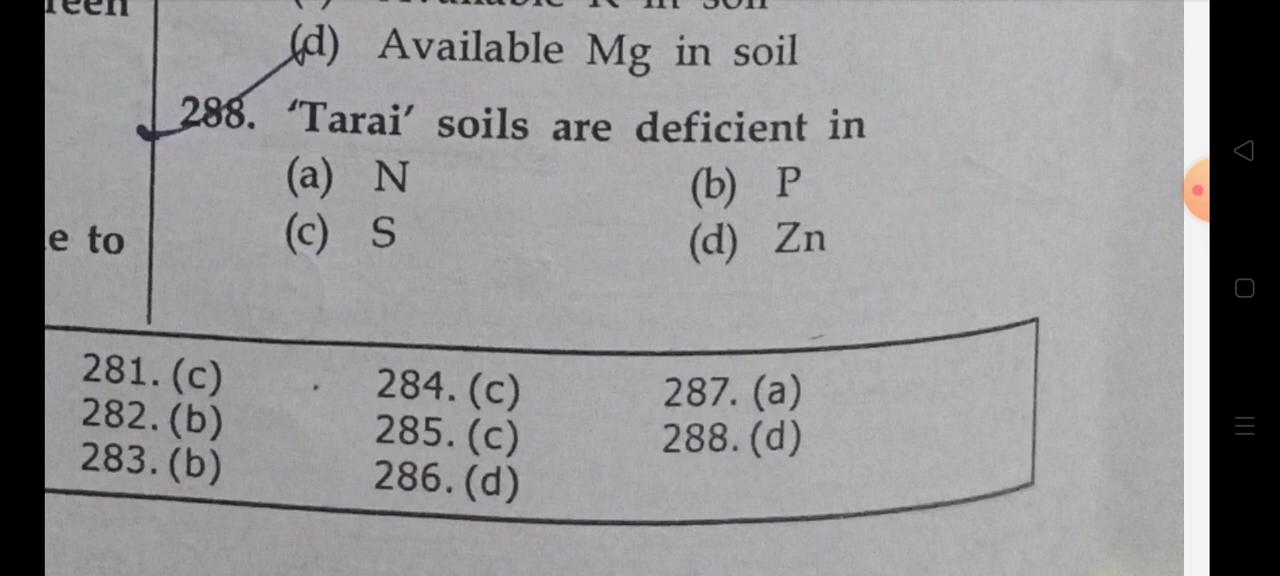 (d) Available Mg in soil
288. 'Tarai' soils are deficient in
(a) N (b) P
(c) S (d) Zn
e to
281. (c) 284. (c) 287. (a)
282. (b) 285. (c) 288. (d)
283. (b) 286. (d)